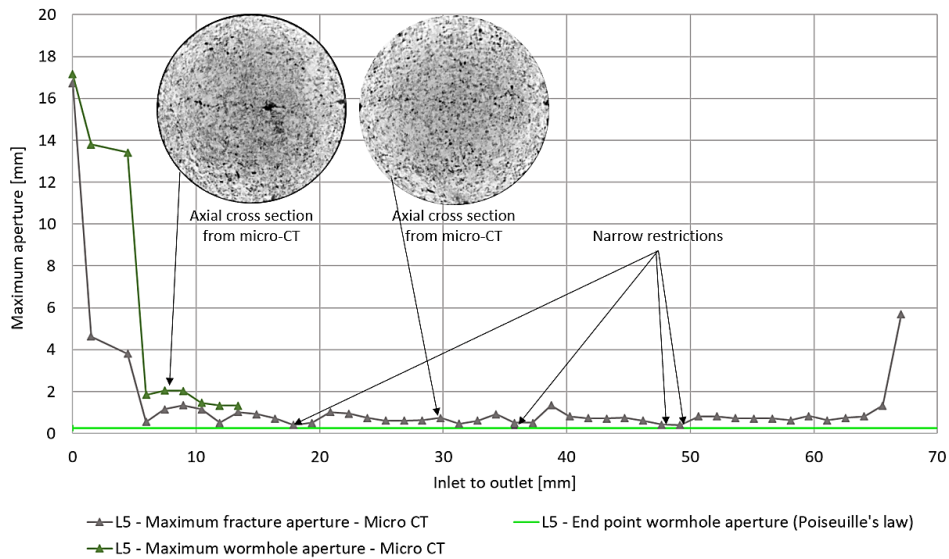 20
18
16
14
12
10
8
6
4
2
0
Maximum aperture [mm]
Axial cross section
from micro-CT
Axial cross section
from micro-CT
Narrow restrictions
0 10 20 30 40 50 60 70
Inlet to outlet [mm]
L5 - Maximum fracture aperture - Micro CT
L5 - End point wormhole aperture (Poiseuille's law)
L5 - Maximum wormhole aperture - Micro CT